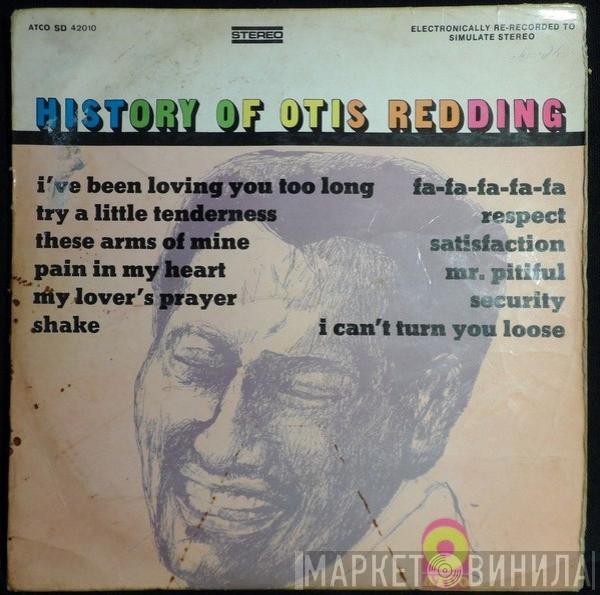 ATCO SD 42010
STEREO
ELECTRONICALLY RE-RECORDED TO
SIMULATE STEREO
HISTORY OF OTIS REDDING
i've been loving you too long
try a little tenderness
these arms of mine
pain in my heart
my lover's prayer
shake
fa-fa-fa-fa-fa
respect
satisfaction
mr. pitiful
security
i can't turn you loose
МАРКЕТ ВИНИЛА